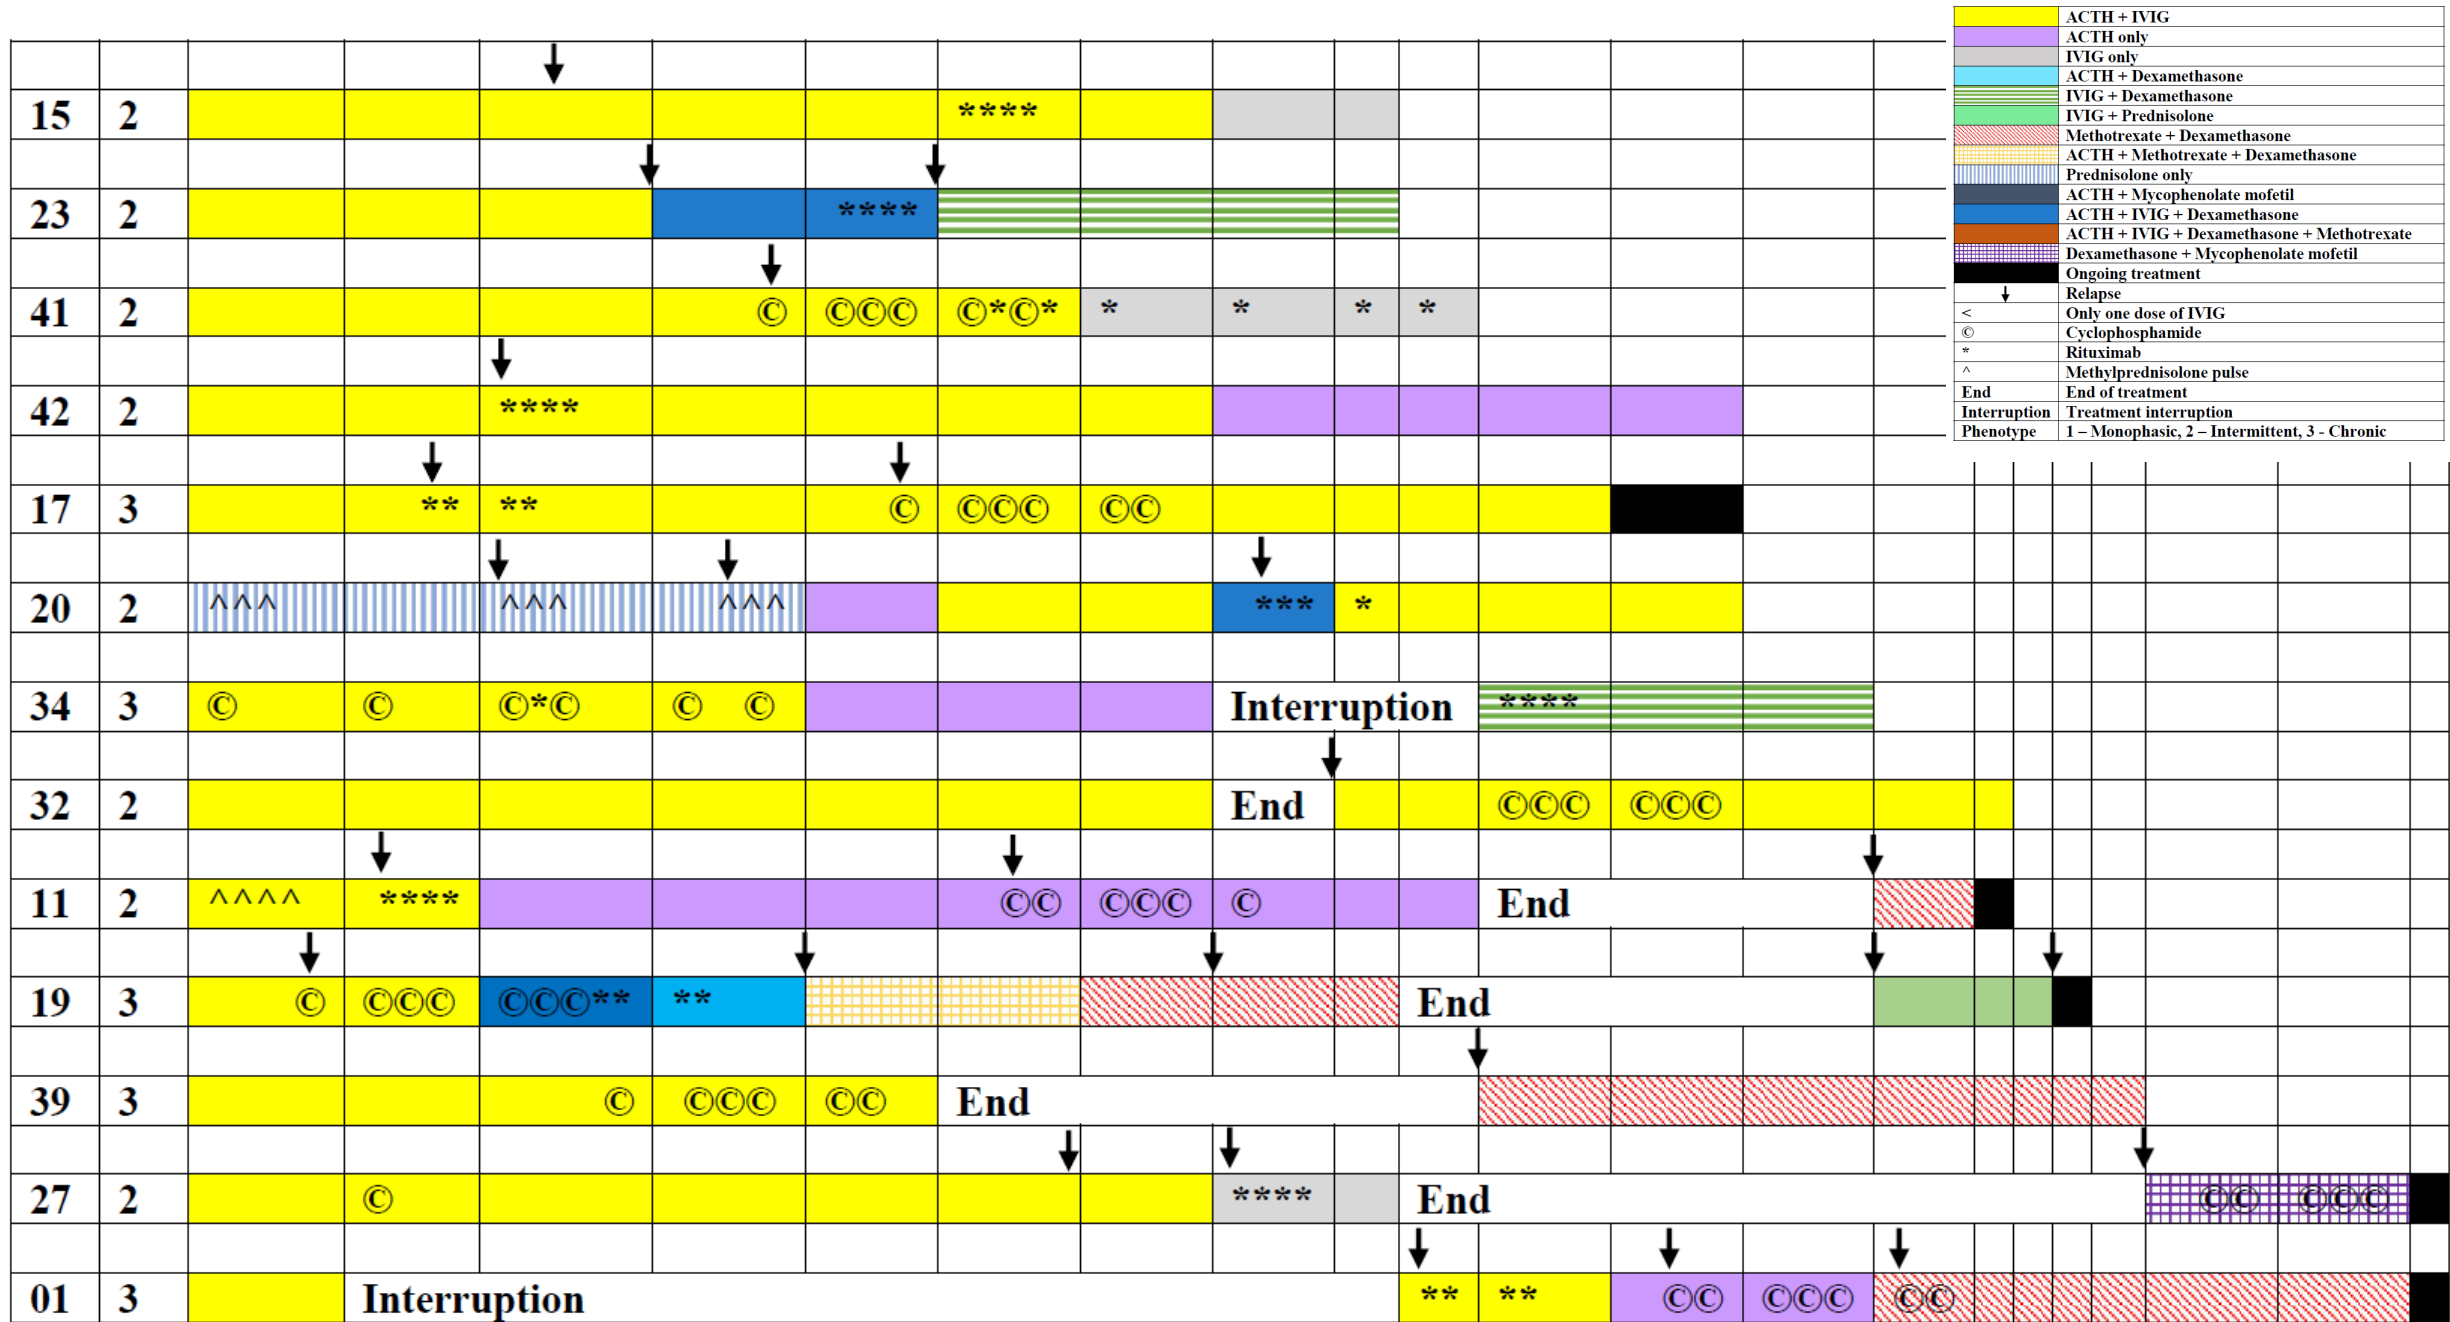 ACTH + IVIG
ACTH only
IVIG only
ACTH + Dexamethasone
IVIG + Dexamethasone
IVIG + Prednisolone
Methotrexate + Dexamethasone
ACTH + Methotrexate + Dexamethasone
Prednisolone only
ACTH + Mycophenolate mofetil
ACTH + IVIG + Dexamethasone
ACTH + IVIG + Dexamethasone + Methotrexate
Dexamethasone + Mycophenolate mofetil
Ongoing treatment
↓ Relapse
< Only one dose of IVIG
© Cyclophosphamide
* Rituximab
^ Methylprednisolone pulse
End End of treatment
Interruption Treatment interruption
Phenotype 1 – Monophasic, 2 – Intermittent, 3 - Chronic
15 2 ****
23 2 ****
41 2 © ©©© ©*©* * * * *
42 2 ****
17 3 ** ** © ©©© ©©
20 2 ^^^ ^^^ ^^^ *** *
34 3 © © ©*© © © Interruption ****
32 2 End ©©© ©©©
11 2 ^^^^ **** ©© ©©© © End
19 3 © ©©© ©©©** ** End
39 3 © ©©© ©© End
27 2 © **** End ©© ©©©
01 3 Interruption ** ** ©© ©©© ©©